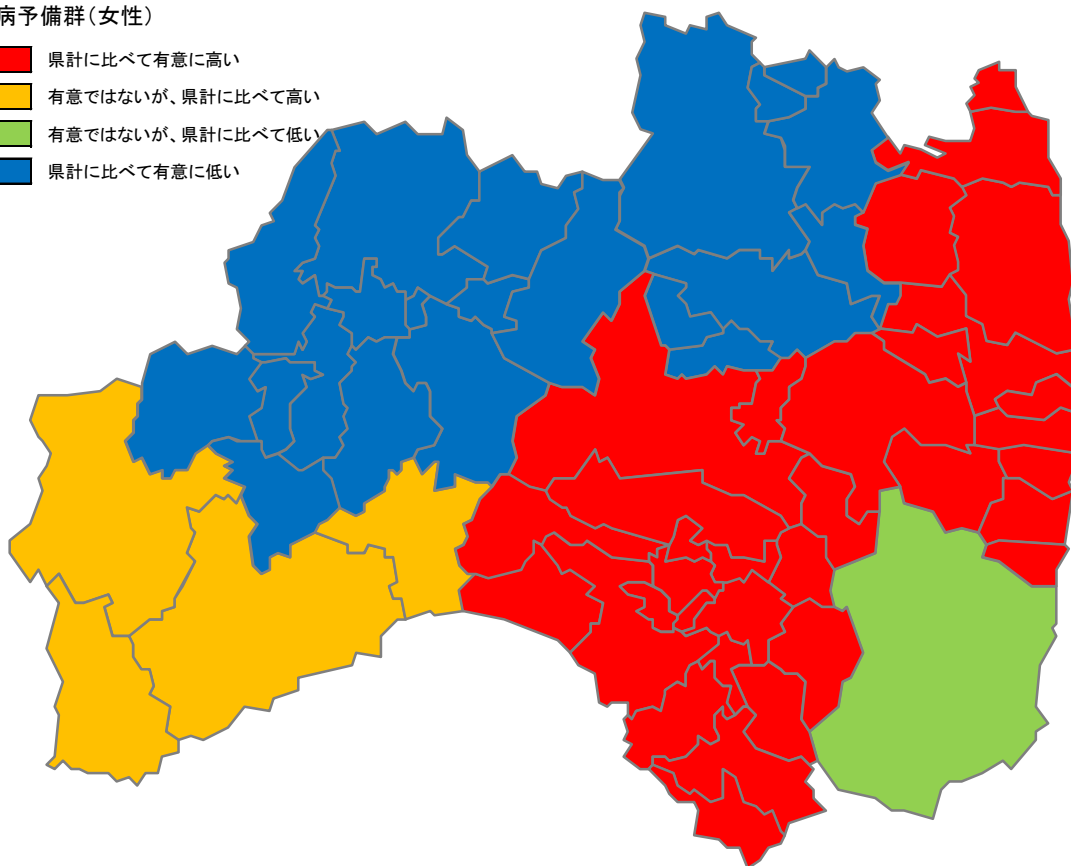 病予備群(女性)
県計に比べて有意に高い
有意ではないが、県計に比べて高い
有意ではないが、県計に比べて低い
県計に比べて有意に低い